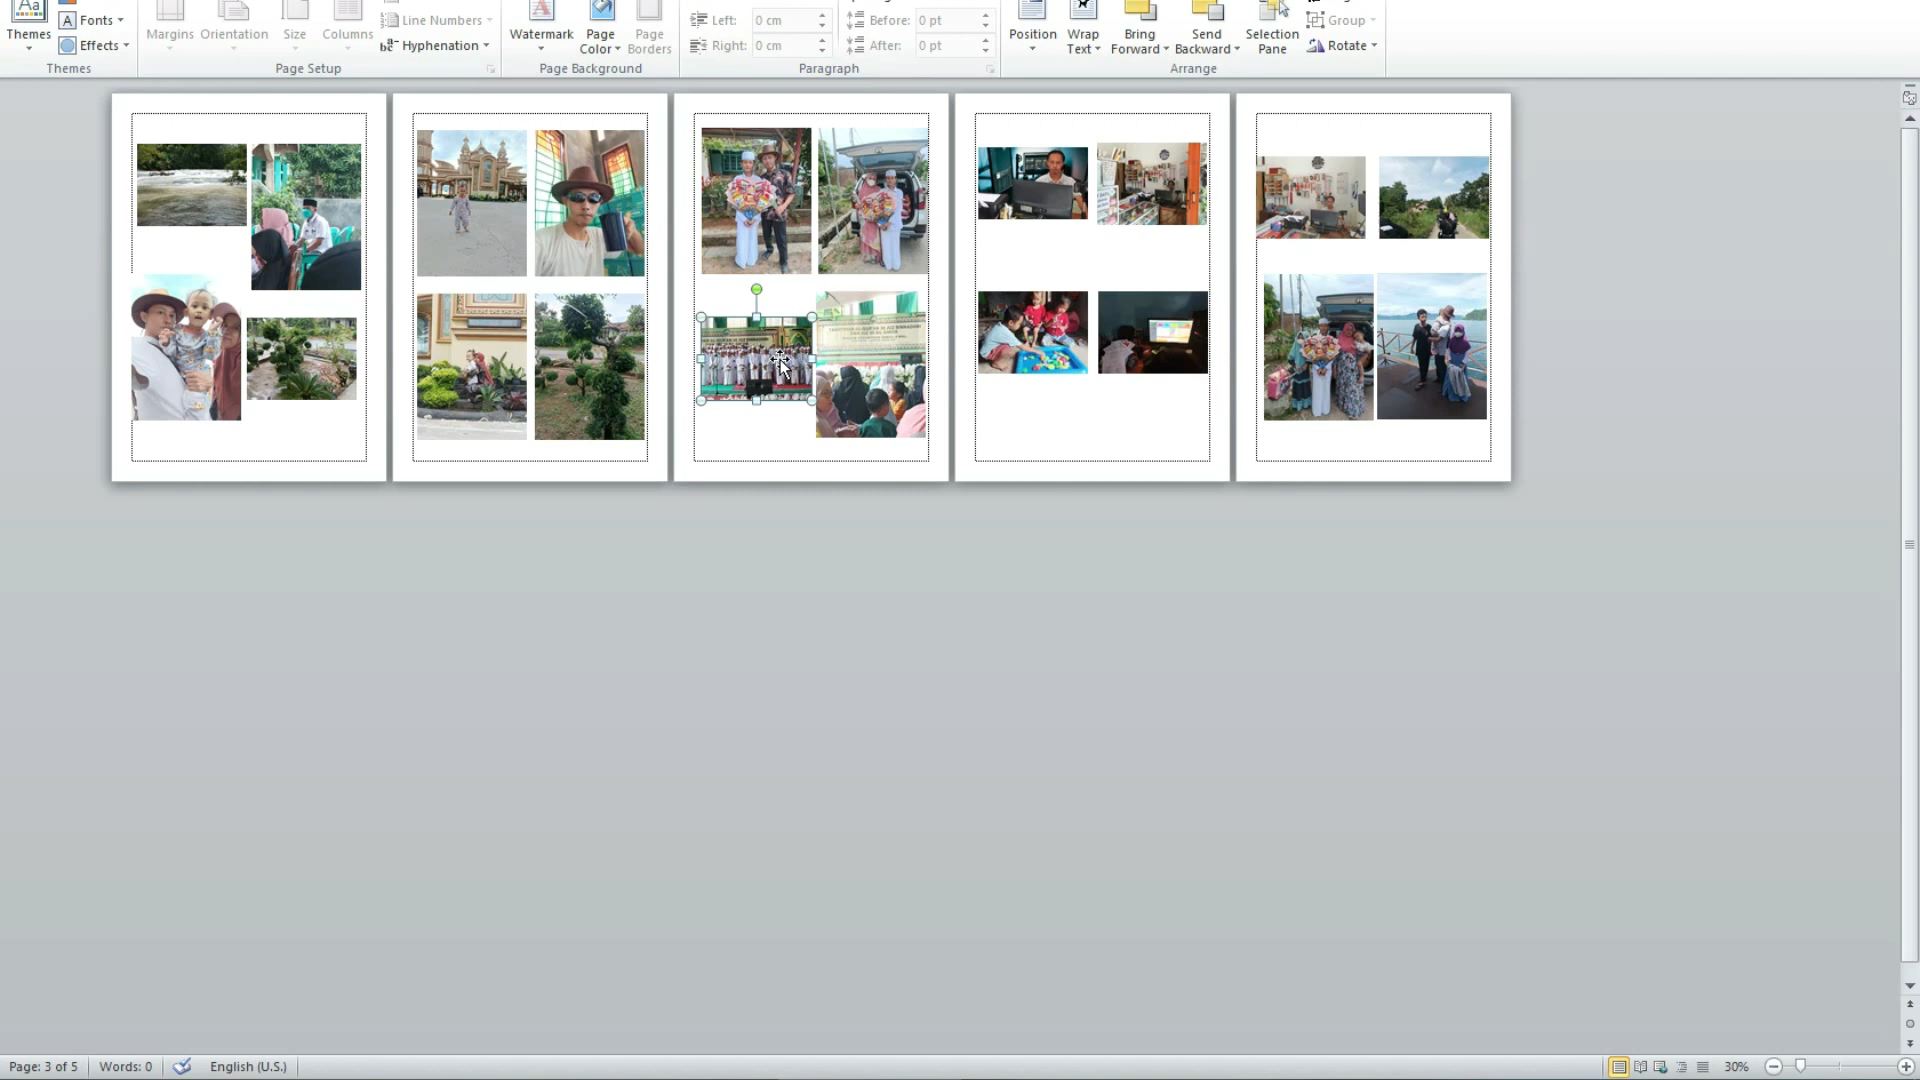 Aa
Fonts
Line Numbers
Left: 0 cm
Before: 0 pt
Group
Themes
Margins Orientation Size Columns
Watermark Page Color Page Borders
Position Wrap Text Bring Forward Send Backward Selection Pane
Effects
bc Hyphenation
Right: 0 cm
After: 0 pt
Rotate
Themes
Page Setup
Page Background
Paragraph
Arrange
Page: 3 of 5
Words: 0
English (U.S.)
30%